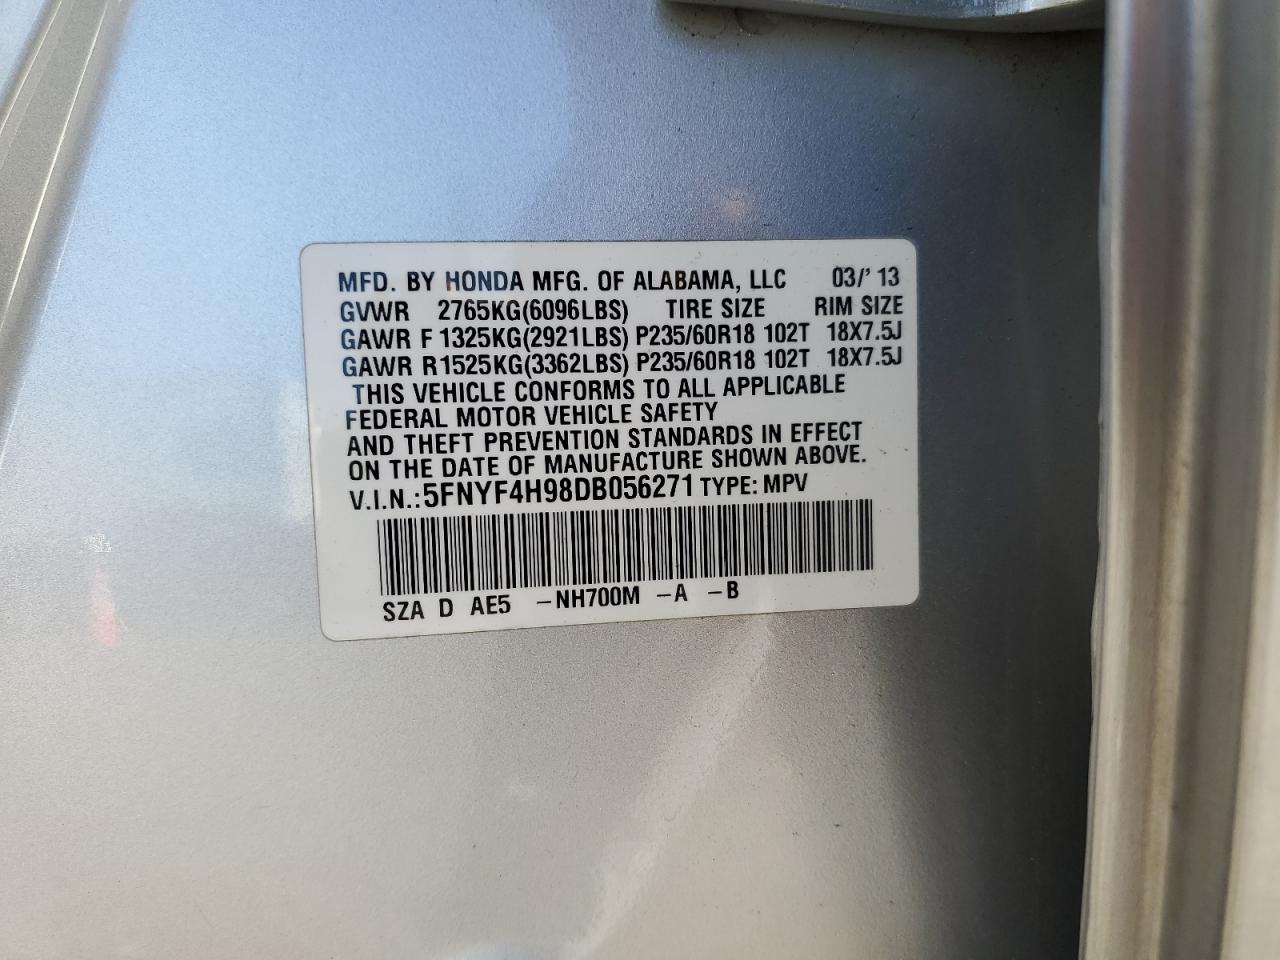 MFD. BY HONDA MFG. OF ALABAMA, LLC 03/' 13
GVWR 2765KG(6096LBS) TIRE SIZE RIM SIZE
GAWR F 1325KG(2921LBS) P235/60R18 102T 18X7.5J
GAWR R1525KG(3362LBS) P235/60R18 102T 18X7.5J
THIS VEHICLE CONFORMS TO ALL APPLICABLE
FEDERAL MOTOR VEHICLE SAFETY
AND THEFT PREVENTION STANDARDS IN EFFECT
ON THE DATE OF MANUFACTURE SHOWN ABOVE.
V.I.N.: 5FNYF4H98DB056271 TYPE: MPV
SZA D AE5 –NH700M –A –B